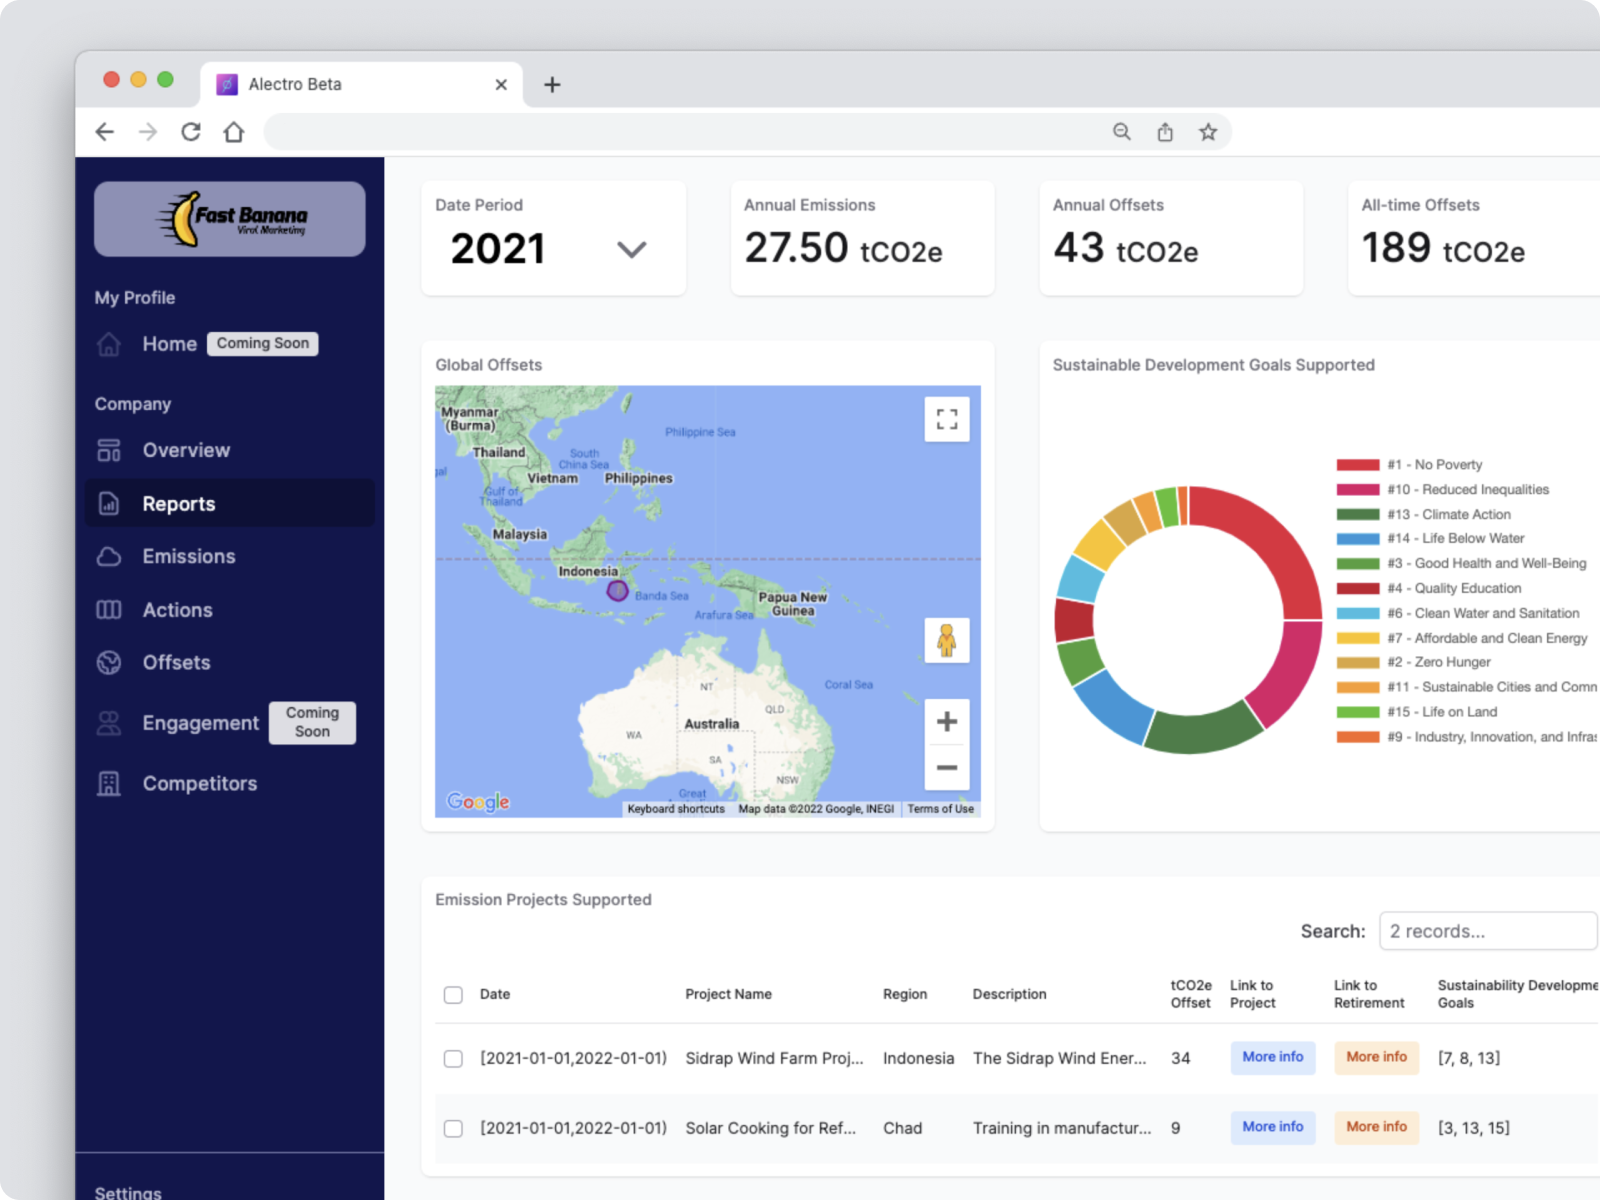 Alectro Beta
Fast Banana
Viral Marketing
My Profile
Home
Coming Soon
Company
Overview
Reports
Emissions
Actions
Offsets
Engagement
Coming
Soon
Competitors
Settings
Date Period
2021
Annual Emissions
27.50 tCO2e
Annual Offsets
43 tCO2e
All-time Offsets
189 tCO2e
Global Offsets
Myanmar
(Burma)
Thailand
Vietnam
Gulf of
Thailand
South
China Sea
Philippines
Philippine Sea
Malaysia
Indonesia
Banda Sea
Arafura Sea
Papua New
Guinea
Coral Sea
NT
QLD
Australia
WA
SA
NSW
Great
Google
Keyboard shortcuts
Map data ©2022 Google, INEGI
Terms of Use
Sustainable Development Goals Supported
#1 - No Poverty
#10 - Reduced Inequalities
#13 - Climate Action
#14 - Life Below Water
#3 - Good Health and Well-Being
#4 - Quality Education
#6 - Clean Water and Sanitation
#7 - Affordable and Clean Energy
#2 - Zero Hunger
#11 - Sustainable Cities and Comn
#15 - Life on Land
#9 - Industry, Innovation, and Infras
Emission Projects Supported
Search: 2 records...
Date
Project Name
Region
Description
tCO2e
Offset
Link to
Project
Link to
Retirement
Sustainability Developme
Goals
[2021-01-01,2022-01-01) Sidrap Wind Farm Proj... Indonesia The Sidrap Wind Ener... 34 More info More info [7, 8, 13]
[2021-01-01,2022-01-01) Solar Cooking for Ref... Chad Training in manufactur... 9 More info More info [3, 13, 15]